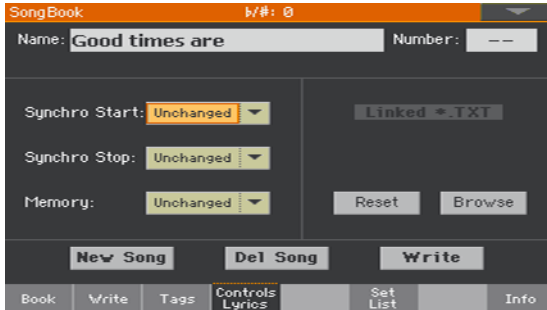 SongBook ♭/#: 0
Name: Good times are Number: --
Synchro Start: Unchanged Linked *.TXT
Synchro Stop: Unchanged
Memory: Unchanged Reset Browse
New Song Del Song Write
Book Write Tags Controls Lyrics Set List Info